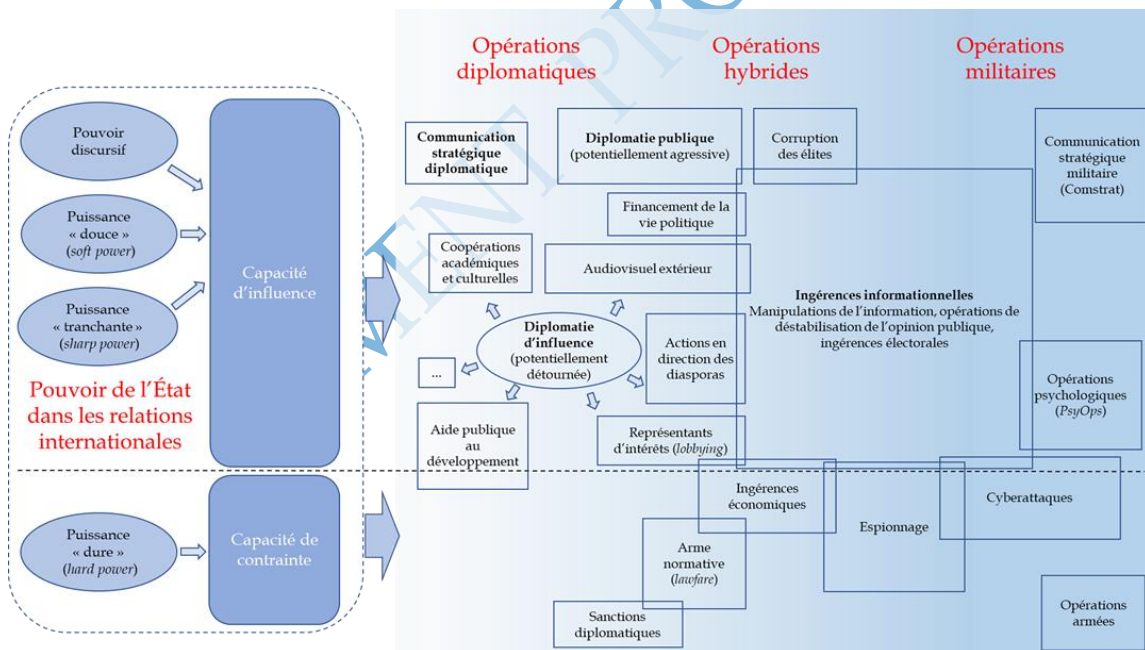 Opérations
diplomatiques
Opérations
hybrides
Opérations
militaires
Pouvoir
discursif
Puissance
« douce »
(soft power)
Puissance
« tranchante »
(sharp power)
Capacité
d’influence
Pouvoir de l’État
dans les relations
internationales
Puissance
« dure »
(hard power)
Capacité de
contrainte
Communication
stratégique
diplomatique
Diplomatie publique
(potentiellement agressive)
Corruption
des élites
Communication
stratégique
militaire
(Comstrat)
Financement de la
vie politique
Coopérations
académiques
et culturelles
Audiovisuel extérieur
Ingérences informationnelles
Manipulations de l’information, opérations de
déstabilisation de l’opinion publique,
ingérences électorales
Diplomatie
d’influence
(potentiellement
détournée)
Actions en
direction des
diasporas
...
Opérations
psychologiques
(PsyOps)
Aide publique
au
développement
Représentants
d’intérêts (lobbying)
Ingérences
économiques
Espionnage
Cyberattaques
Arme
normative
(lawfare)
Sanctions
diplomatiques
Opérations
armées